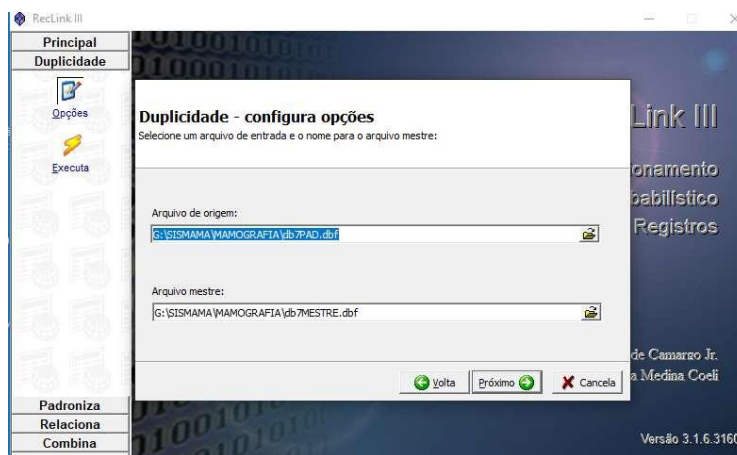 RecLink III
Principal
Duplicidade
Opções
Executa
Duplicidade - configura opções
Selecione um arquivo de entrada e o nome para o arquivo mestre:
Arquivo de origem:
G:\SISMAMA\MAMOGRAFIA\db7PAD.dbf
Arquivo mestre:
G:\SISMAMA\MAMOGRAFIA\db7MESTRE.dbf
Volta
Próximo
Cancela
Link III
onamento
babilístico
Registros
de Camargo Jr.
a Medina Coeli
Padroniza
Relaciona
Combina
Versão 3.1.6.3160